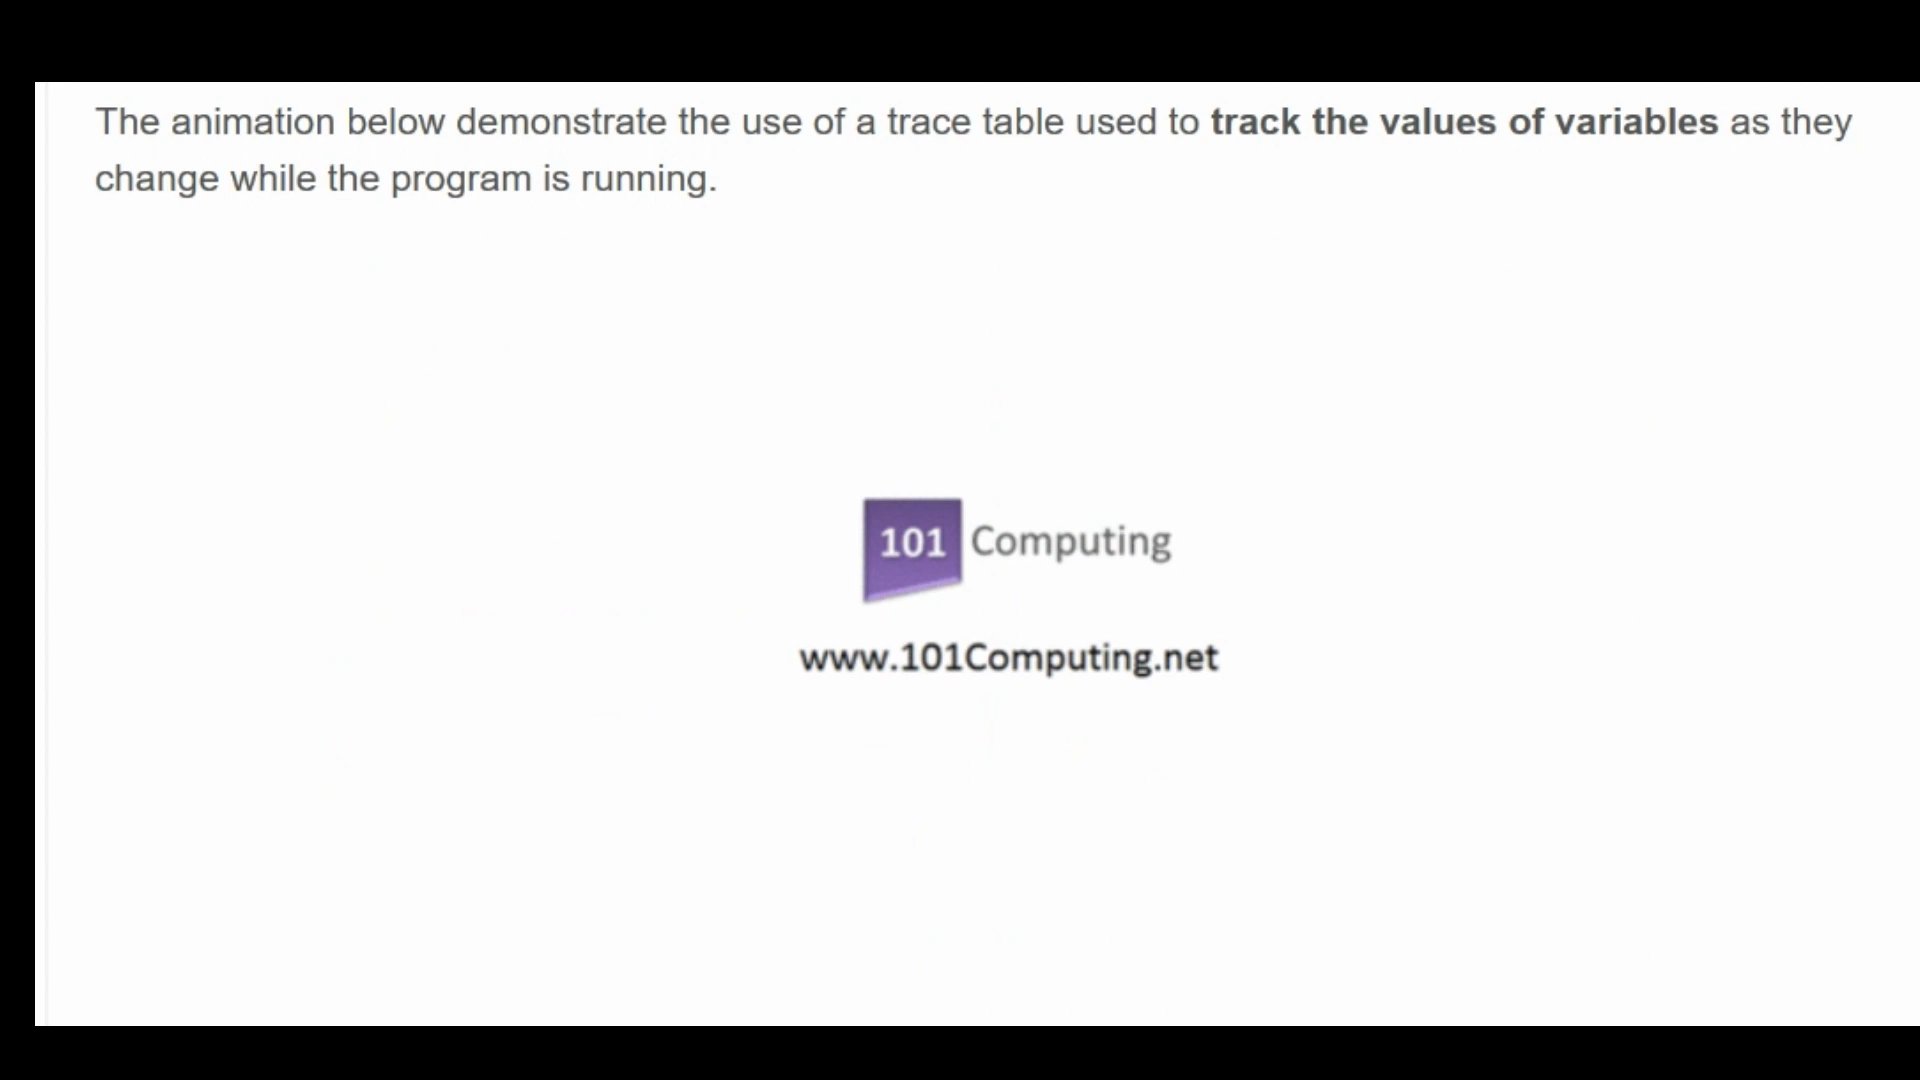 The animation below demonstrate the use of a trace table used to track the values of variables as they
change while the program is running.
101 Computing
www.101Computing.net